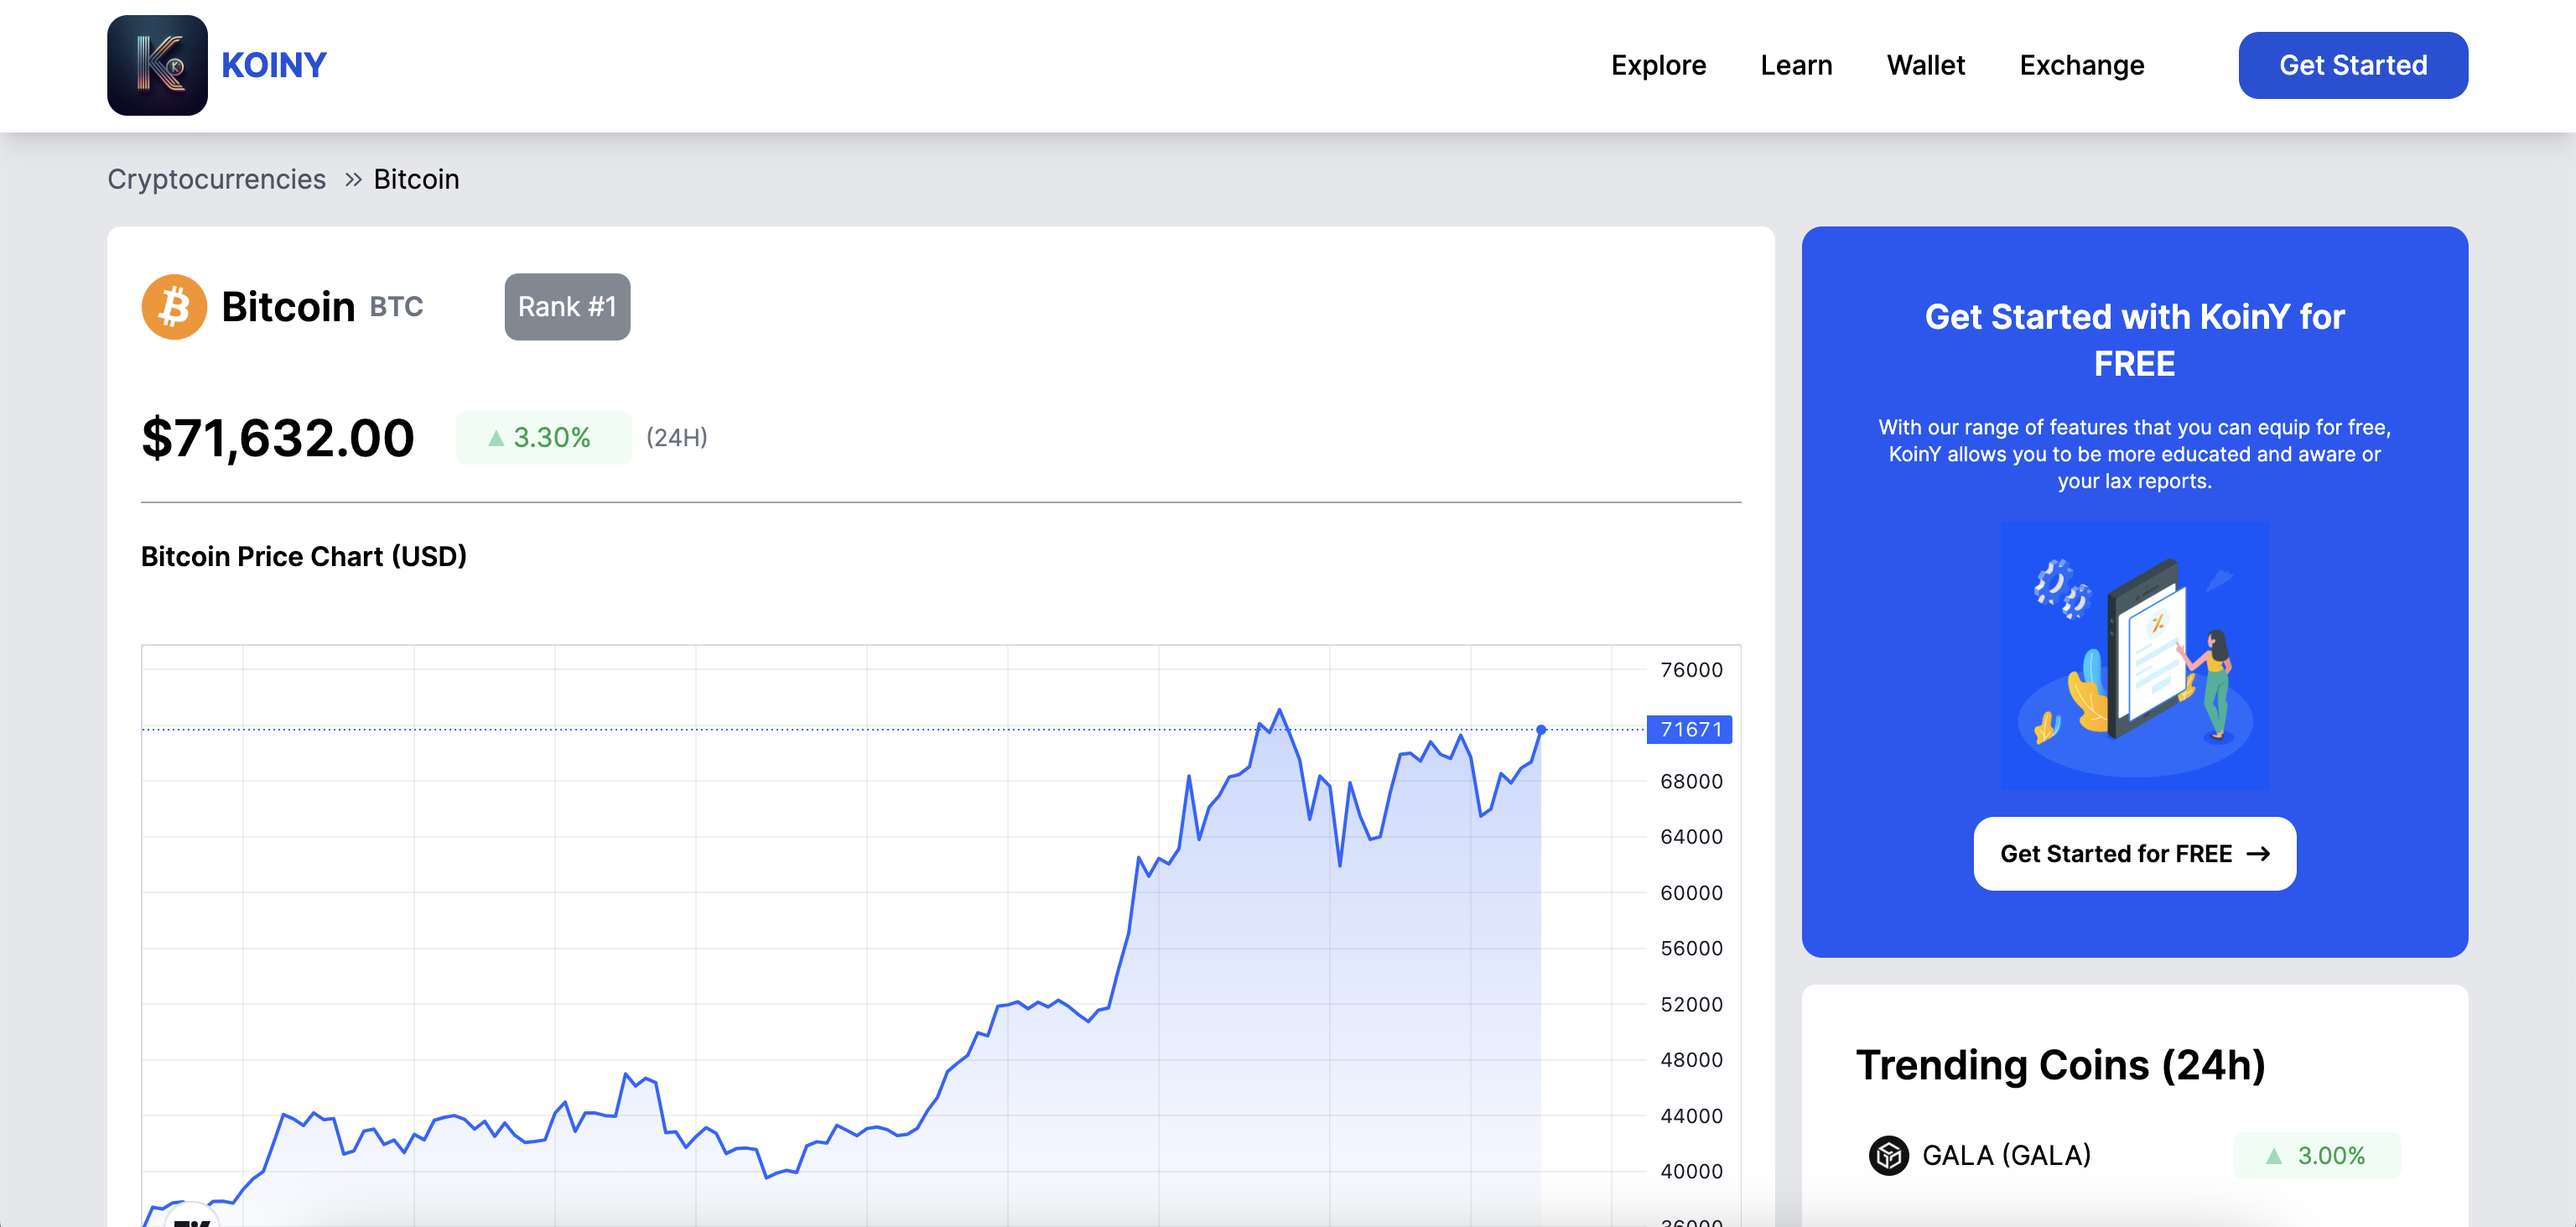 KOINY
Explore
Learn
Wallet
Exchange
Get Started
Cryptocurrencies » Bitcoin
Bitcoin BTC
Rank #1
$71,632.00
▲ 3.30%
(24H)
Bitcoin Price Chart (USD)
76000
71671
68000
64000
60000
56000
52000
48000
44000
40000
36000
Get Started with KoinY for
FREE
With our range of features that you can equip for free,
KoinY allows you to be more educated and aware or
your lax reports.
Get Started for FREE →
Trending Coins (24h)
GALA (GALA)
▲ 3.00%